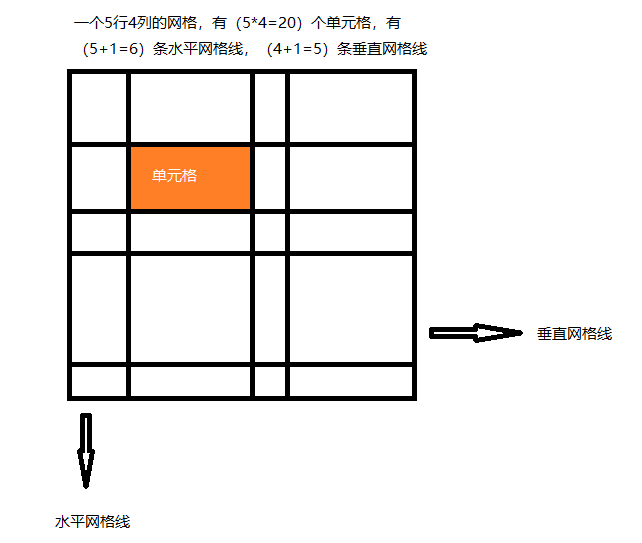 一个5行4列的网格，有（5*4=20）个单元格，有
（5+1=6）条水平网格线，（4+1=5）条垂直网格线
单元格
垂直网格线
水平网格线